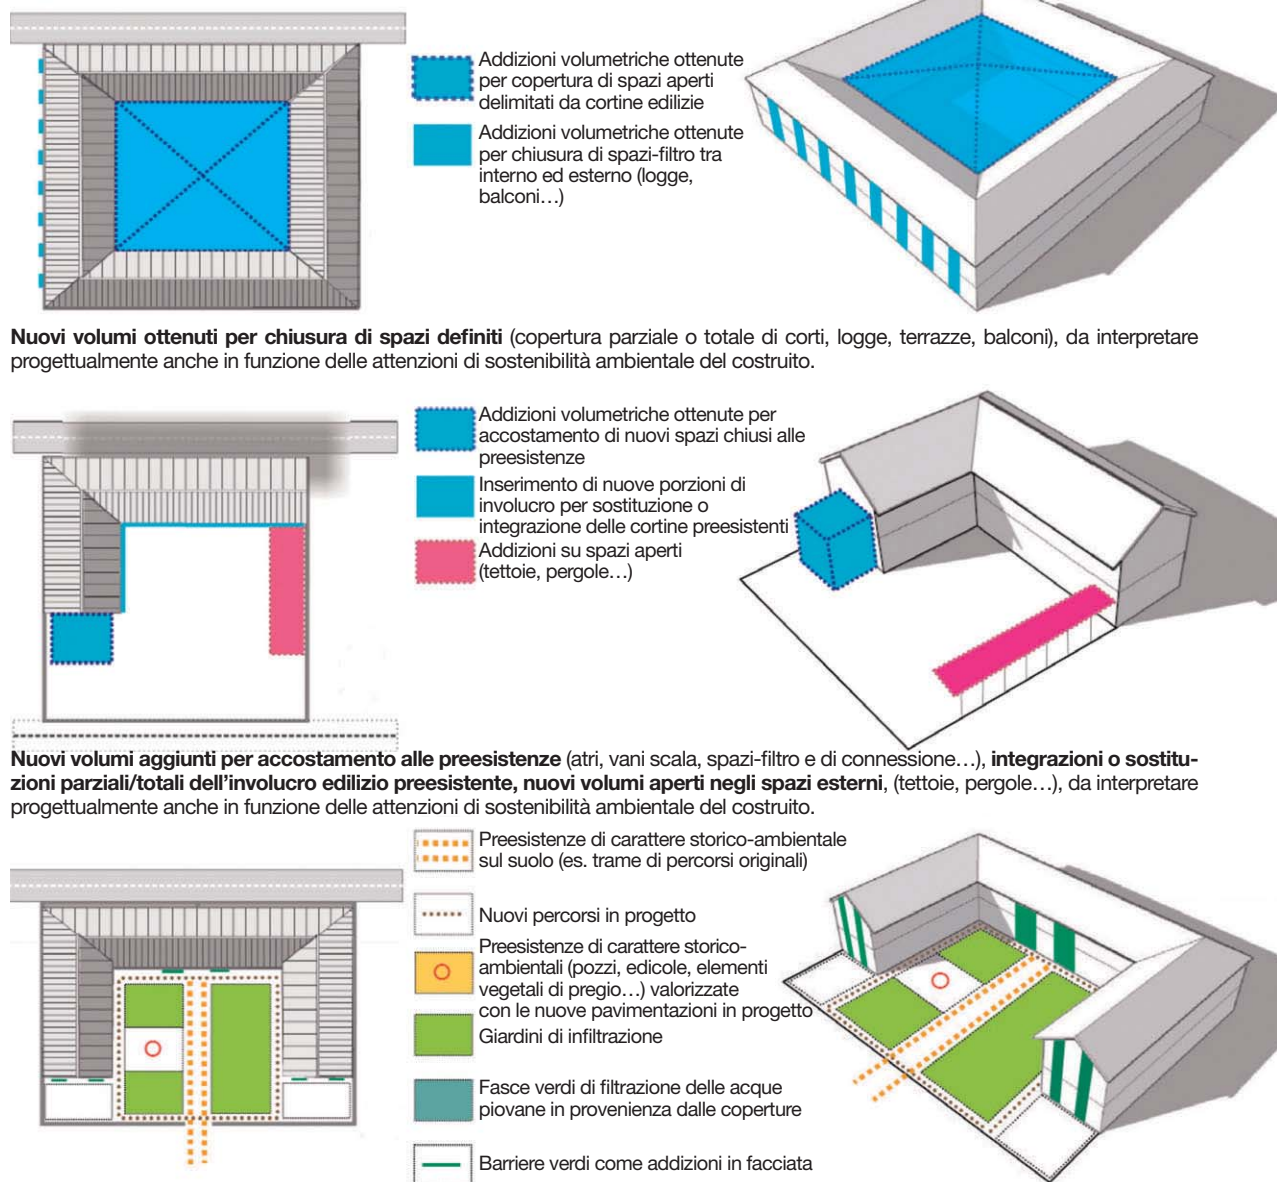 Addizioni volumetriche ottenute
per copertura di spazi aperti
delimitati da cortine edilizie
Addizioni volumetriche ottenute
per chiusura di spazi-filtro tra
interno ed esterno (logge,
balconi…)
Nuovi volumi ottenuti per chiusura di spazi definiti (copertura parziale o totale di corti, logge, terrazze, balconi), da interpretare
progettualmente anche in funzione delle attenzioni di sostenibilità ambientale del costruito.
Addizioni volumetriche ottenute per
accostamento di nuovi spazi chiusi alle
preesistenze
Inserimento di nuove porzioni di
involucro per sostituzione o
integrazione delle cortine preesistenti
Addizioni su spazi aperti
(tettoie, pergole…)
Nuovi volumi aggiunti per accostamento alle preesistenze (atri, vani scala, spazi-filtro e di connessione…), integrazioni o sostitu-
zioni parziali/totali dell’involucro edilizio preesistente, nuovi volumi aperti negli spazi esterni, (tettoie, pergole…), da interpretare
progettualmente anche in funzione delle attenzioni di sostenibilità ambientale del costruito.
Preesistenze di carattere storico-ambientale
sul suolo (es. trame di percorsi originali)
Nuovi percorsi in progetto
Preesistenze di carattere storico-
ambientali (pozzi, edicole, elementi
vegetali di pregio…) valorizzate
con le nuove pavimentazioni in progetto
Giardini di infiltrazione
Fasce verdi di filtrazione delle acque
piovane in provenienza dalle coperture
Barriere verdi come addizioni in facciata